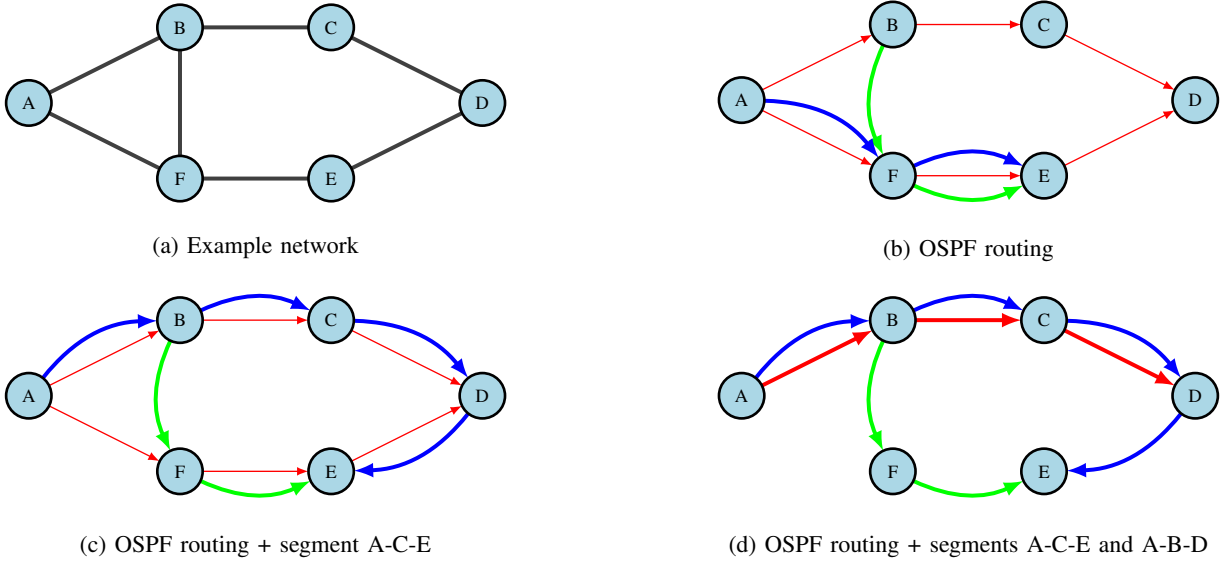 B
C
A
D
F
E
(a) Example network
B
C
A
D
F
E
(b) OSPF routing
B
C
A
D
F
E
(c) OSPF routing + segment A-C-E
B
C
A
D
F
E
(d) OSPF routing + segments A-C-E and A-B-D